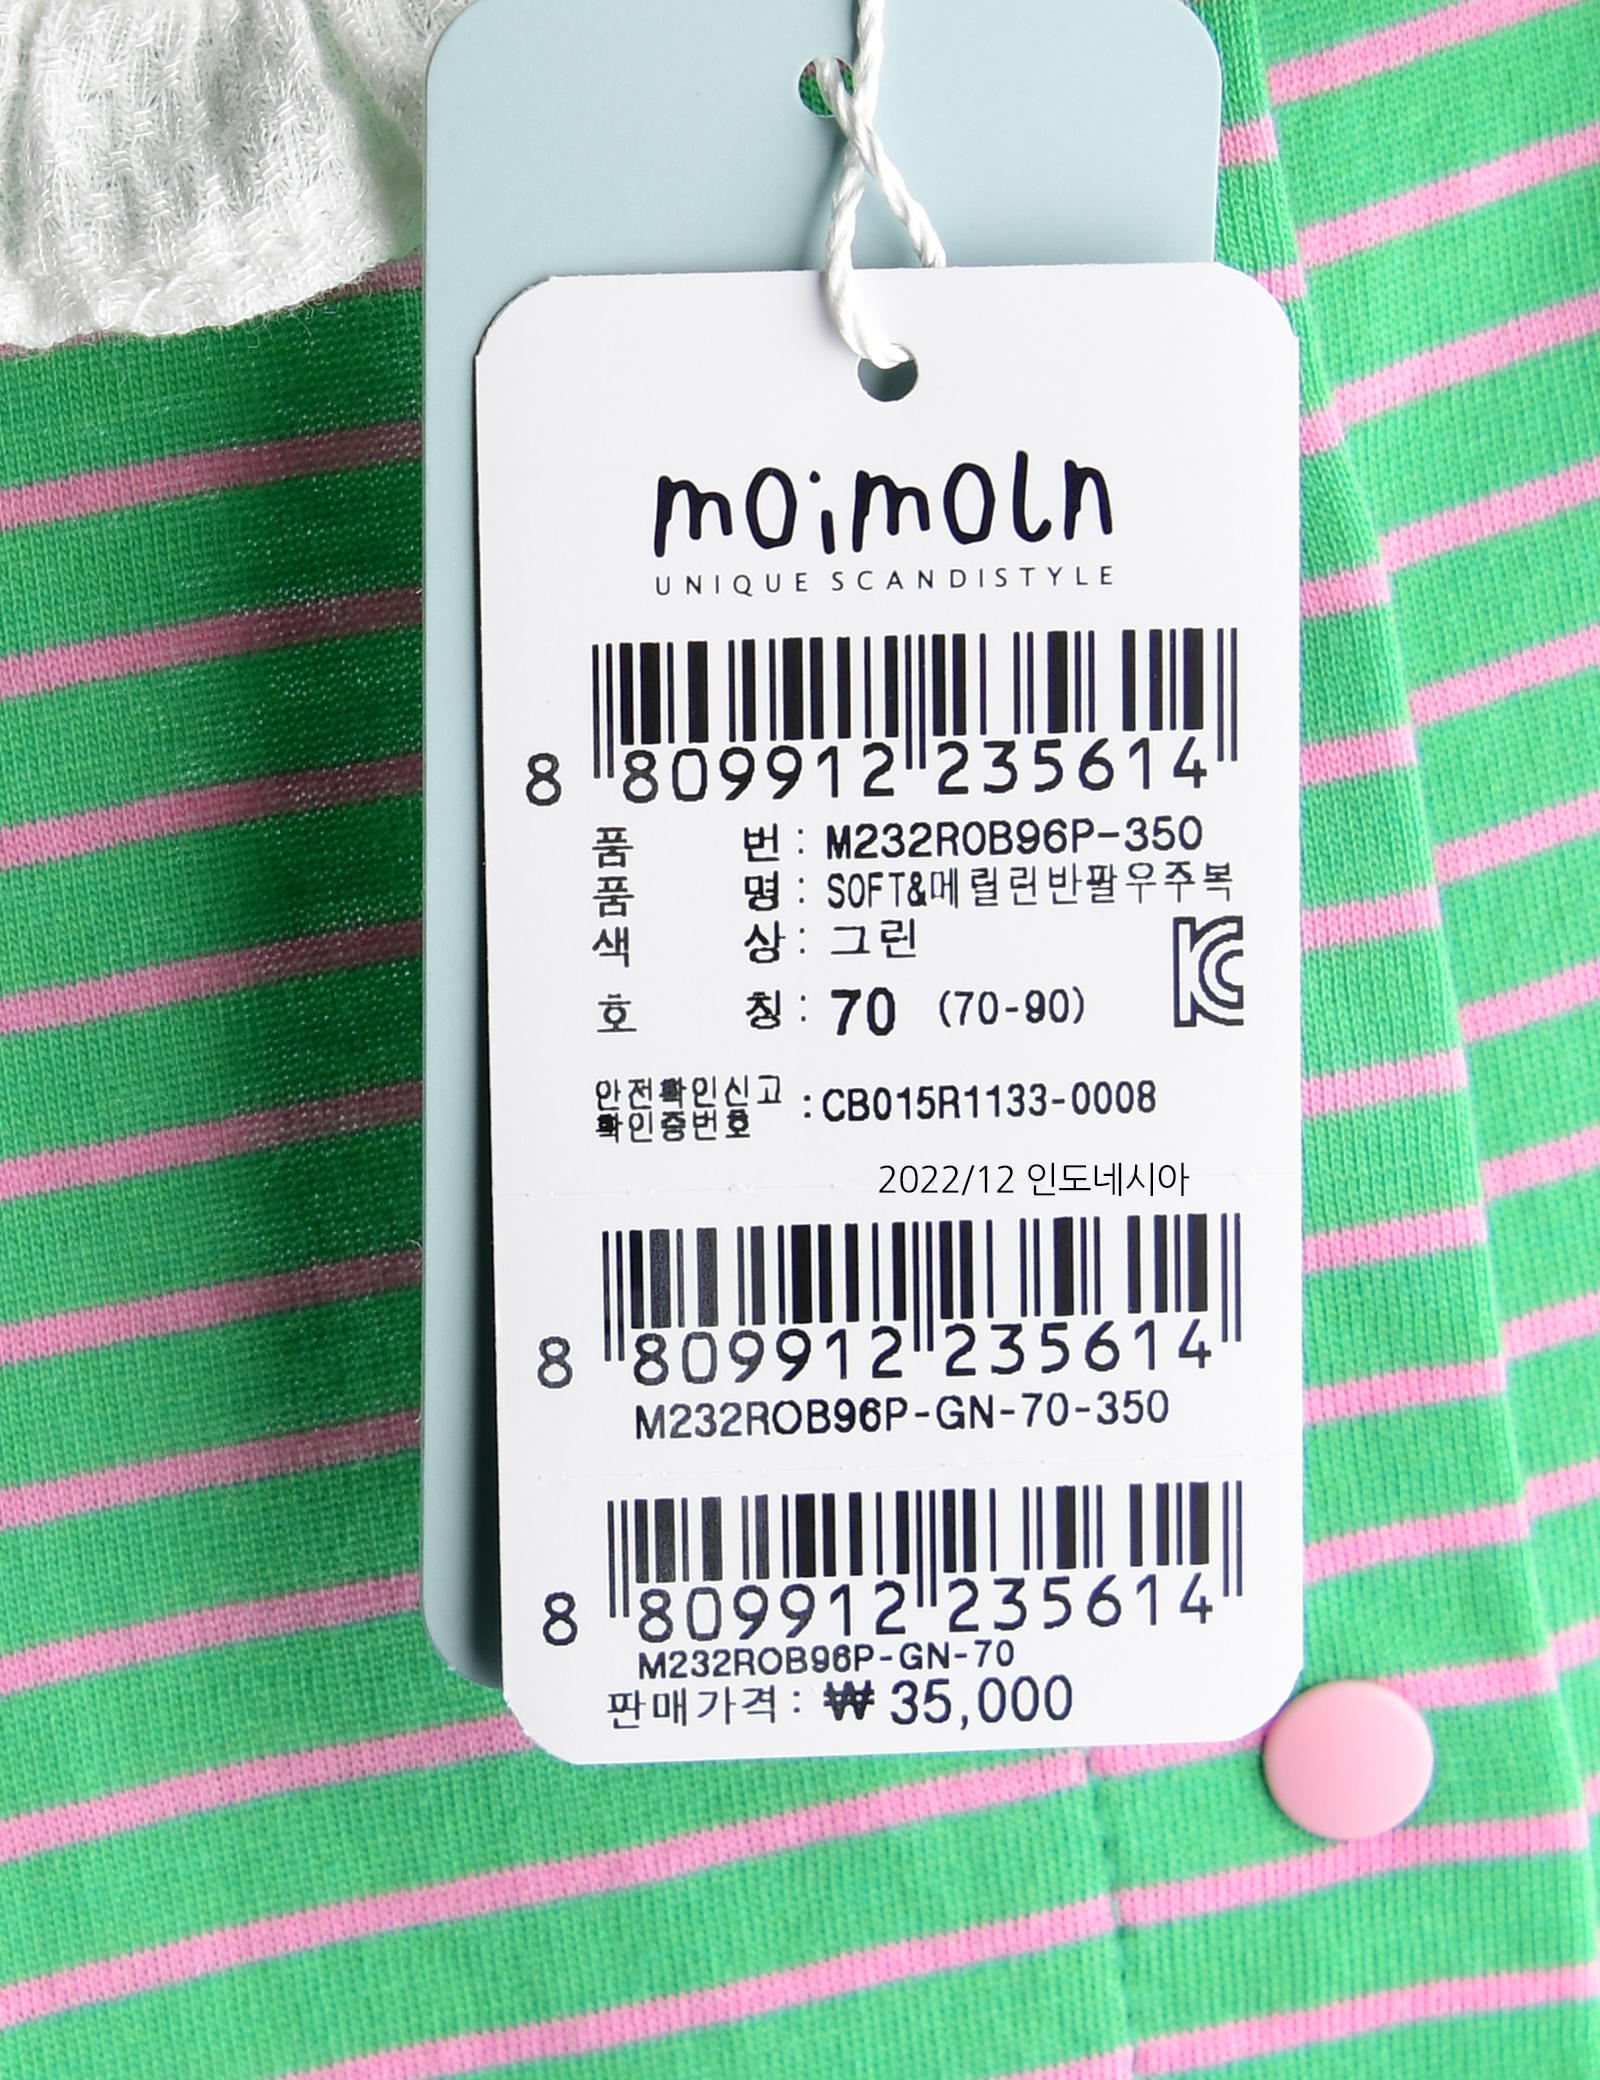 moimoln
UNIQUE SCANDISTYLE
8 809912 235614
품 번 : M232ROB96P-350
품 명 : SOFT&메릴린반팔우주복
색 상 : 그린
호 칭 : 70 (70-90)
안전확인신고
확인증번호 : CB015R1133-0008
2022/12 인도네시아
8 809912 235614
M232ROB96P-GN-70-350
8 809912 235614
M232ROB96P-GN-70
판매가격 : ₩ 35,000